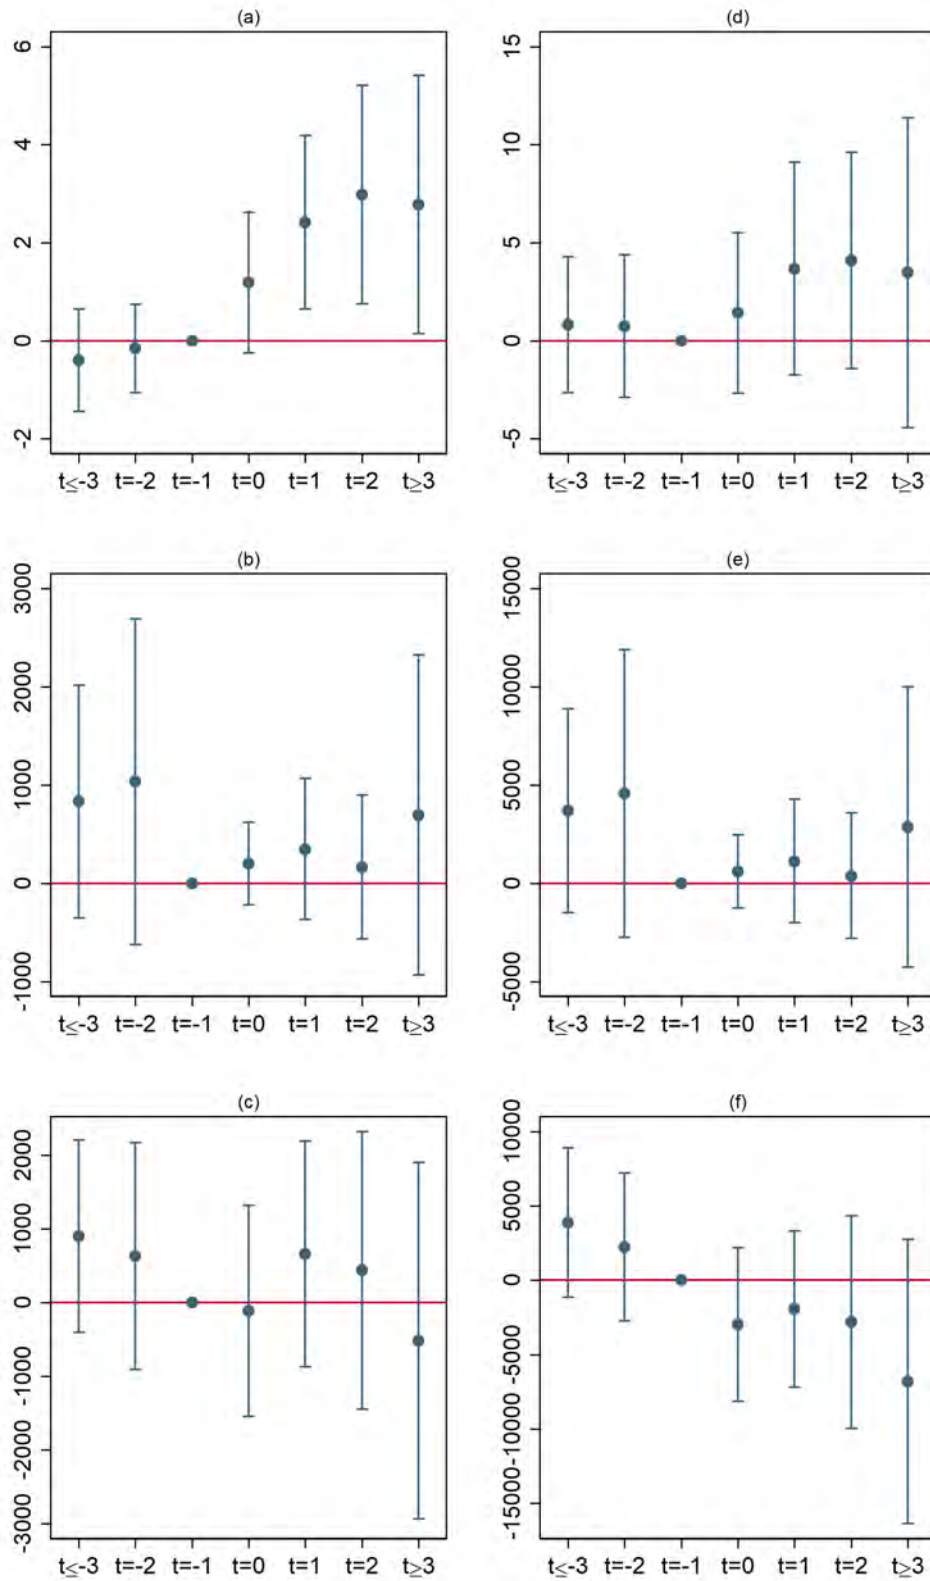 (a)
6
4
2
0
-2
t≤-3 t=-2 t=-1 t=0 t=1 t=2 t≥3
(d)
15
10
5
0
-5
t≤-3 t=-2 t=-1 t=0 t=1 t=2 t≥3
(b)
3000
2000
1000
0
-1000
t≤-3 t=-2 t=-1 t=0 t=1 t=2 t≥3
(e)
15000
10000
5000
0
-5000
t≤-3 t=-2 t=-1 t=0 t=1 t=2 t≥3
(c)
2000
1000
0
-1000
-2000
-3000
t≤-3 t=-2 t=-1 t=0 t=1 t=2 t≥3
(f)
10000
5000
0
-5000
-10000
-15000
t≤-3 t=-2 t=-1 t=0 t=1 t=2 t≥3